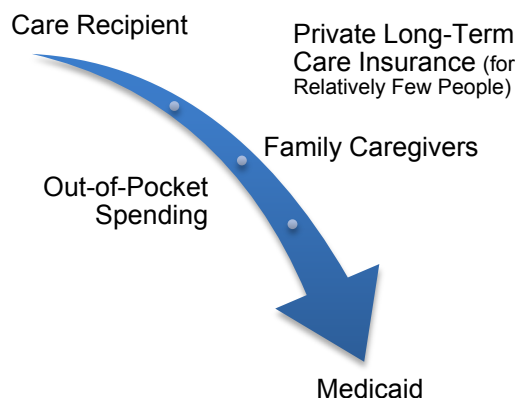 Care Recipient
Private Long-Term
Care Insurance (for
Relatively Few People)
Family Caregivers
Out-of-Pocket
Spending
Medicaid